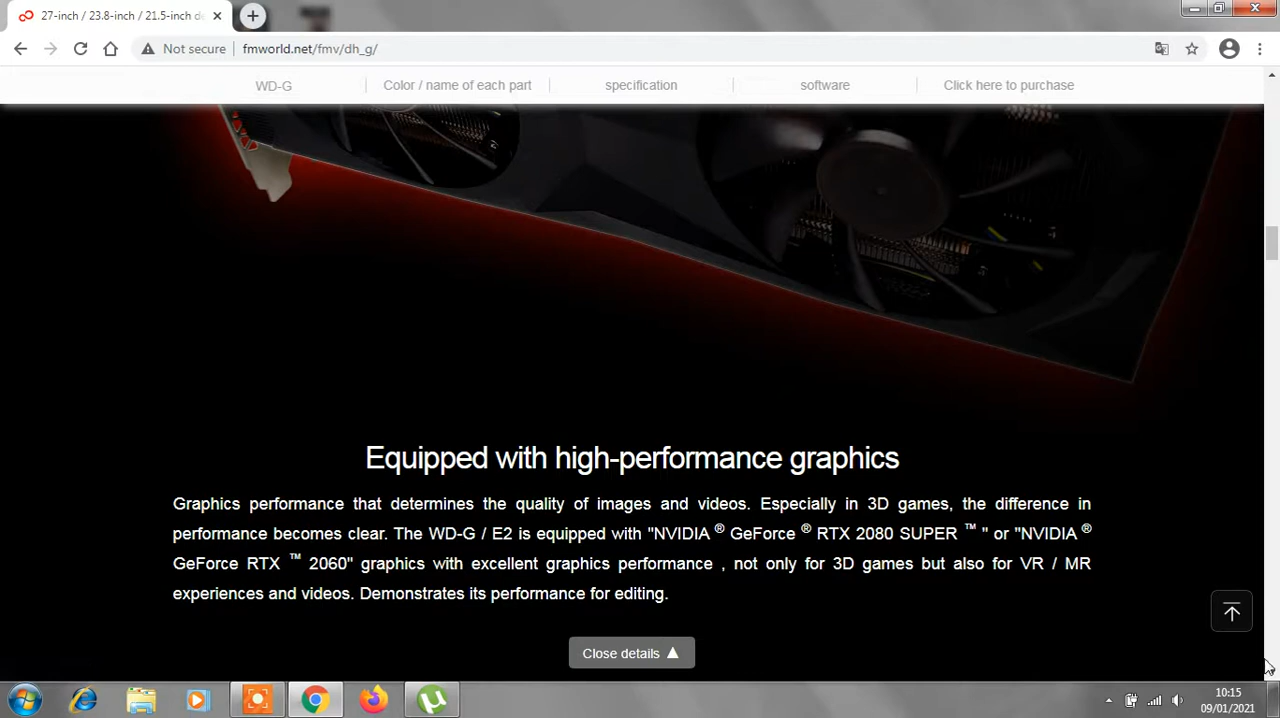 27-inch / 23.8-inch / 21.5-inch de
Not secure fmworld.net/fmv/dh_g/
WD-G Color / name of each part specification software Click here to purchase
Equipped with high-performance graphics
Graphics performance that determines the quality of images and videos. Especially in 3D games, the difference in
performance becomes clear. The WD-G / E2 is equipped with "NVIDIA ® GeForce ® RTX 2080 SUPER ™ " or "NVIDIA ®
GeForce RTX ™ 2060" graphics with excellent graphics performance , not only for 3D games but also for VR / MR
experiences and videos. Demonstrates its performance for editing.
Close details ▲
10:15
09/01/2021